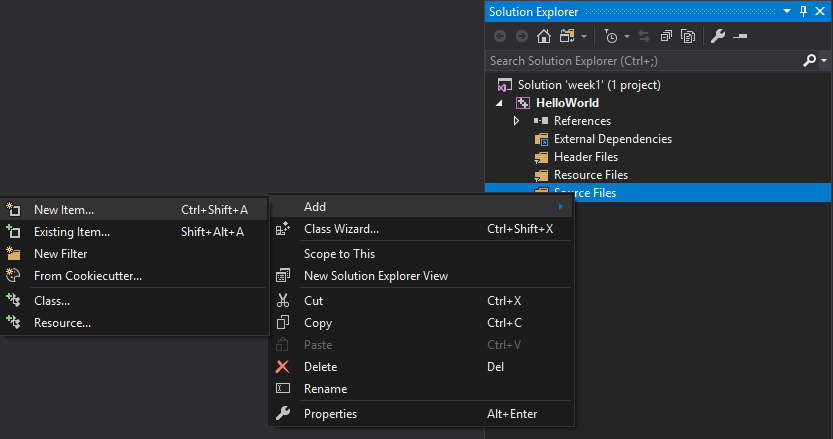 Solution Explorer
Search Solution Explorer (Ctrl+;)
Solution 'week1' (1 project)
HelloWorld
References
External Dependencies
Header Files
Resource Files
Source Files
Add
Class Wizard... Ctrl+Shift+X
Scope to This
New Solution Explorer View
Cut Ctrl+X
Copy Ctrl+C
Paste Ctrl+V
Delete Del
Rename
Properties Alt+Enter
New Item... Ctrl+Shift+A
Existing Item... Shift+Alt+A
New Filter
From Cookiecutter...
Class...
Resource...